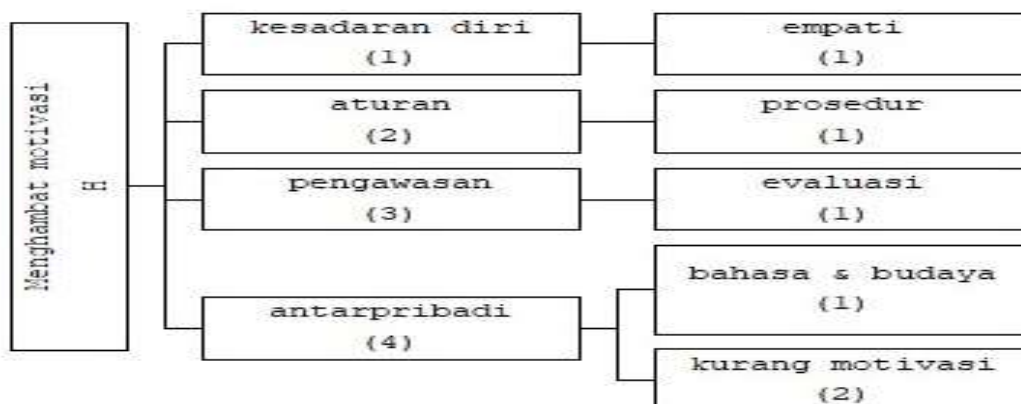 Menghambat motivasi
H
kesadaran diri
(1)
empati
(1)
aturan
(2)
prosedur
(1)
pengawasan
(3)
evaluasi
(1)
antarpribadi
(4)
bahasa & budaya
(1)
kurang motivasi
(2)